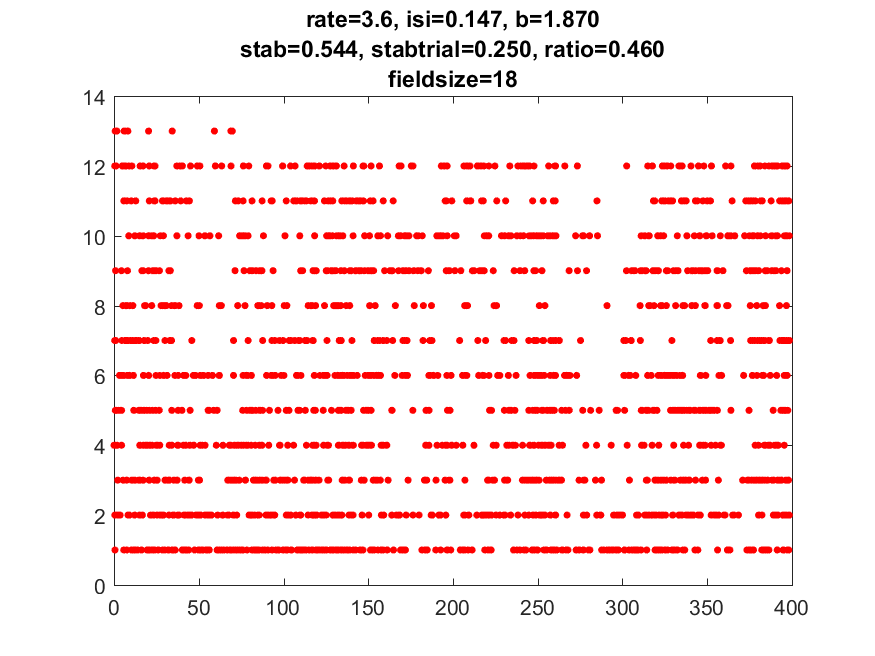 rate=3.6, isi=0.147, b=1.870
stab=0.544, stabtrial=0.250, ratio=0.460
fieldsize=18
14
12
10
8
6
4
2
0
0 50 100 150 200 250 300 350 400